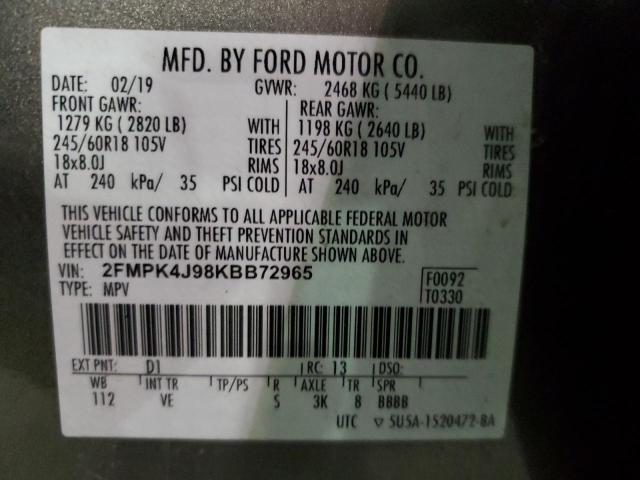 MFD. BY FORD MOTOR CO.
DATE: 02/19 GVWR: 2468 KG ( 5440 LB)
FRONT GAWR: REAR GAWR:
1279 KG ( 2820 LB) WITH 1198 KG ( 2640 LB) WITH
245/60R18 105V TIRES 245/60R18 105V TIRES
18x8.0J RIMS 18x8.0J RIMS
AT 240 kPa/ 35 PSI COLD AT 240 kPa/ 35 PSI COLD
THIS VEHICLE CONFORMS TO ALL APPLICABLE FEDERAL MOTOR
VEHICLE SAFETY AND THEFT PREVENTION STANDARDS IN
EFFECT ON THE DATE OF MANUFACTURE SHOWN ABOVE.
VIN: 2FMPK4J98KBB72965 F0092
TYPE: MPV T0330
EXT PNT: D1 RC: 13 DSO:
WB INT TR TP/PS R AXLE TR SPR
112 VE S 3K 8 BBBB
UTC ▽ 5U5A-1520472-BA